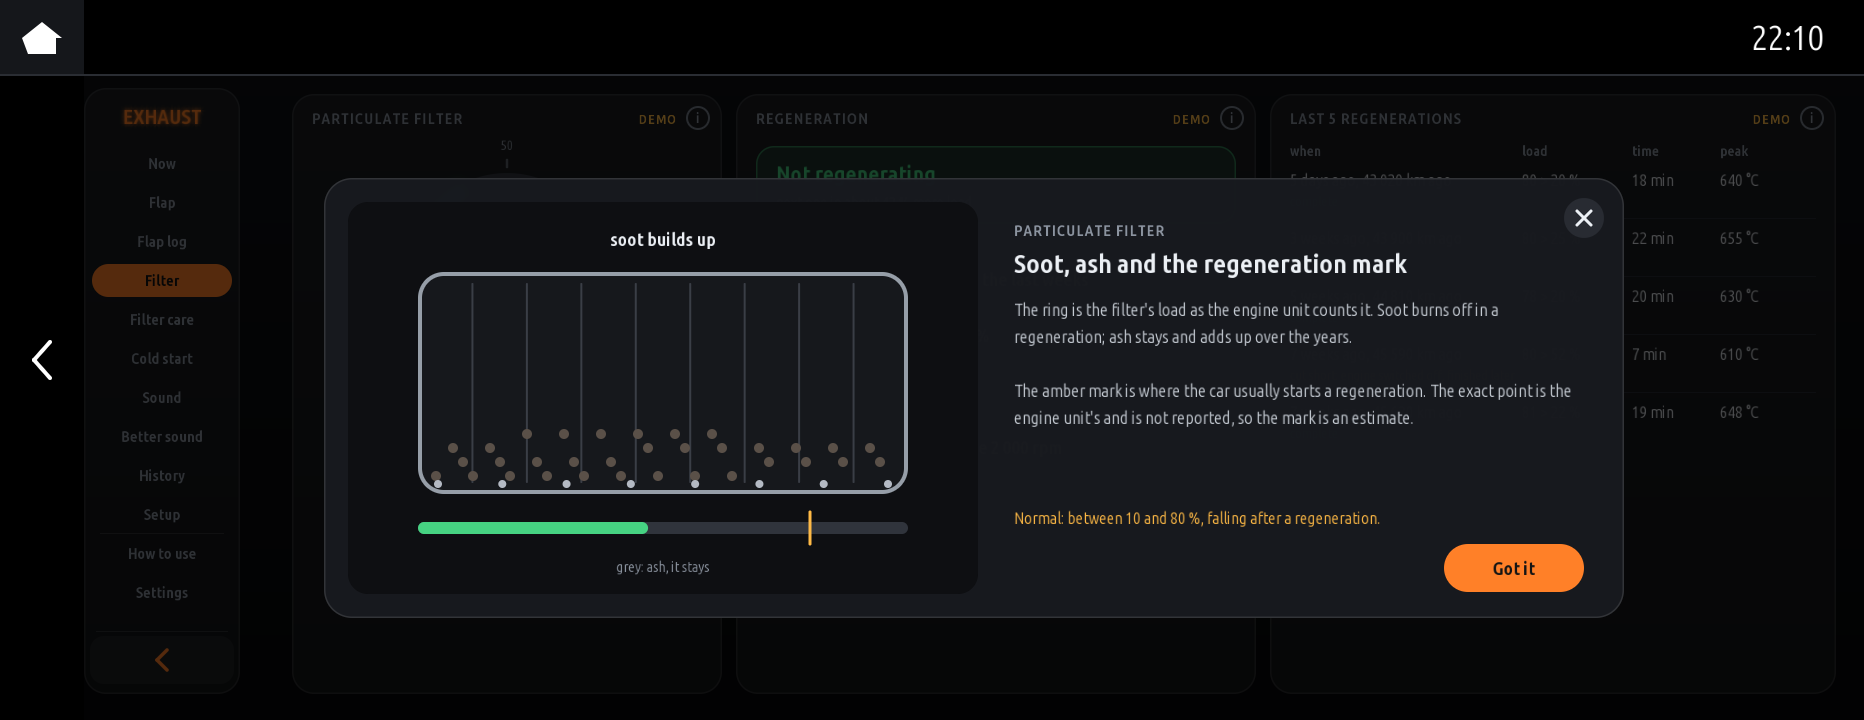 22:10
EXHAUST
Now
Flap
Flap log
Filter
Filter care
Cold start
Sound
Better sound
History
Setup
How to use
Settings
PARTICULATE FILTER DEMO i
50
REGENERATION DEMO i
Not regenerating
LAST 5 REGENERATIONS DEMO i
when load time peak
18 min 640 °C
22 min 655 °C
20 min 630 °C
7 min 610 °C
19 min 648 °C
soot builds up
grey: ash, it stays
PARTICULATE FILTER
Soot, ash and the regeneration mark
The ring is the filter's load as the engine unit counts it. Soot burns off in a
regeneration; ash stays and adds up over the years.
The amber mark is where the car usually starts a regeneration. The exact point is the
engine unit's and is not reported, so the mark is an estimate.
Normal: between 10 and 80 %, falling after a regeneration.
Got it